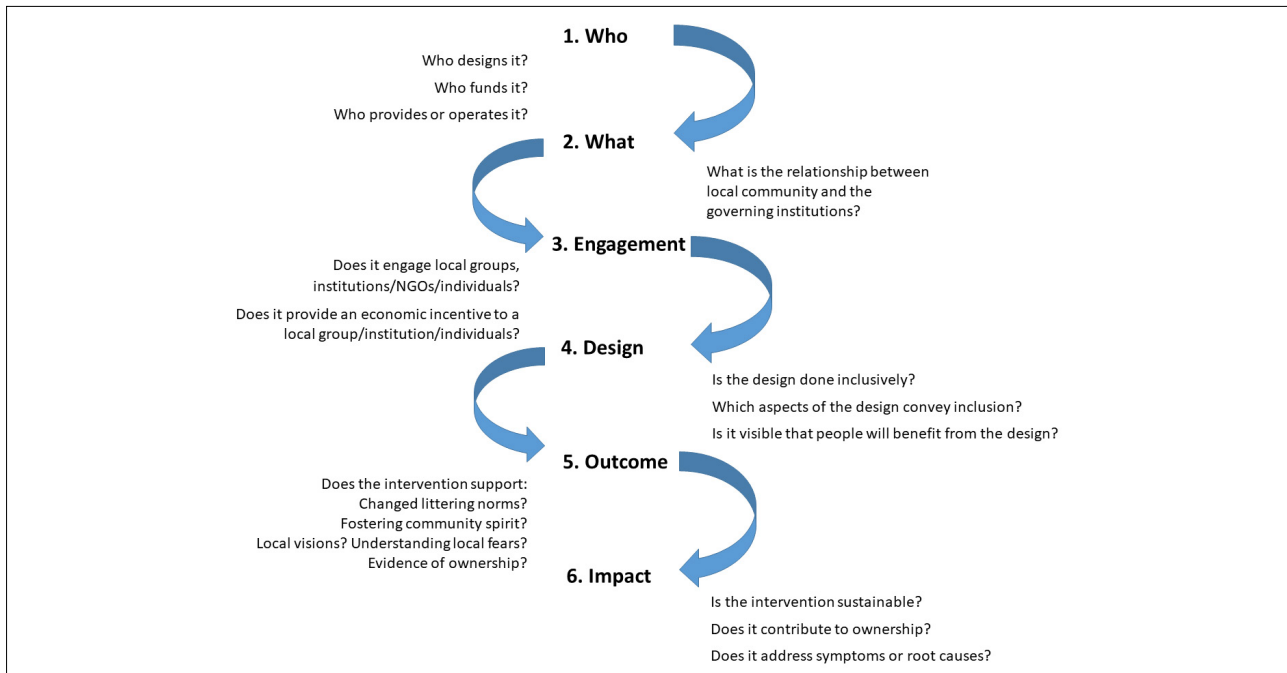 1. Who
Who designs it?
Who funds it?
Who provides or operates it?
2. What
What is the relationship between
local community and the
governing institutions?
3. Engagement
Does it engage local groups,
institutions/NGOs/individuals?
Does it provide an economic incentive to a
local group/institution/individuals?
4. Design
Is the design done inclusively?
Which aspects of the design convey inclusion?
Is it visible that people will benefit from the design?
5. Outcome
Does the intervention support:
Changed littering norms?
Fostering community spirit?
Local visions? Understanding local fears?
Evidence of ownership?
6. Impact
Is the intervention sustainable?
Does it contribute to ownership?
Does it address symptoms or root causes?